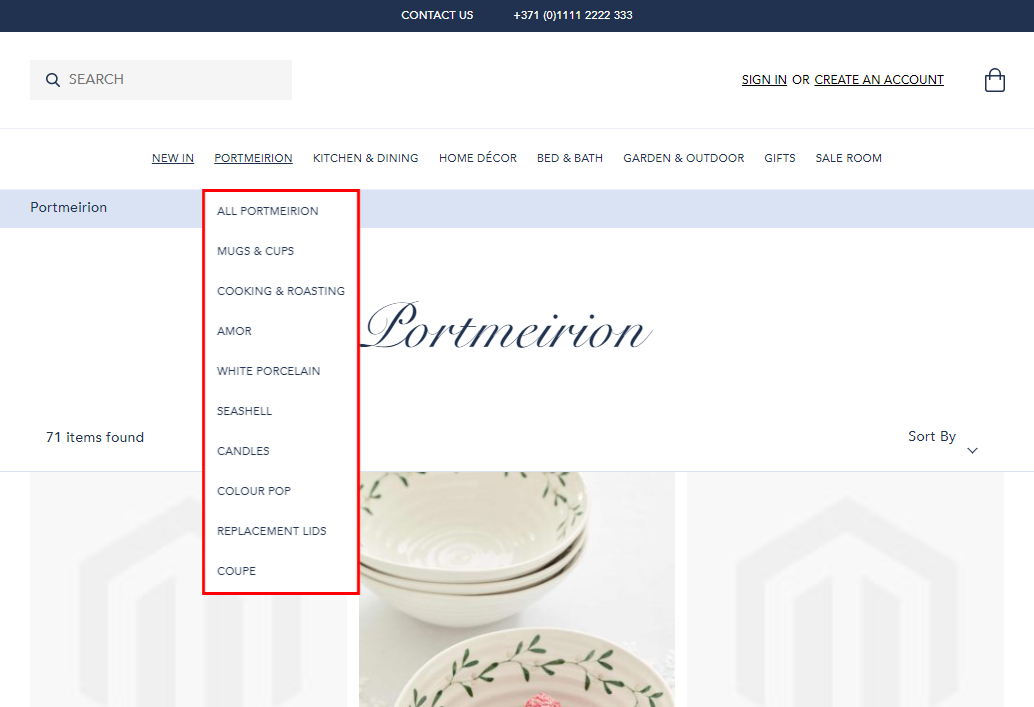 CONTACT US +371 (0)1111 2222 333
SEARCH
SIGN IN OR CREATE AN ACCOUNT
NEW IN PORTMEIRION KITCHEN & DINING HOME DÉCOR BED & BATH GARDEN & OUTDOOR GIFTS SALE ROOM
Portmeirion
ALL PORTMEIRION
MUGS & CUPS
COOKING & ROASTING
AMOR
WHITE PORCELAIN
SEASHELL
CANDLES
COLOUR POP
REPLACEMENT LIDS
COUPE
Portmeirion
71 items found
Sort By